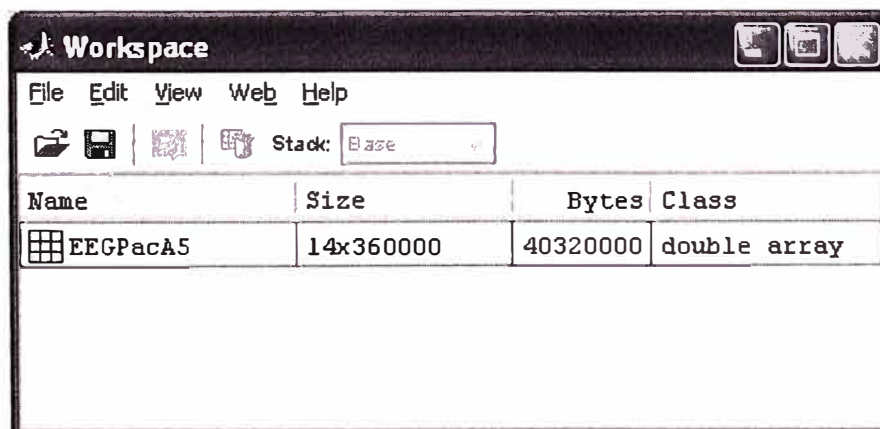 Workspace
File Edit View Web Help
Stack: Base
Name Size Bytes Class
EEGPacA5 14x360000 40320000 double array